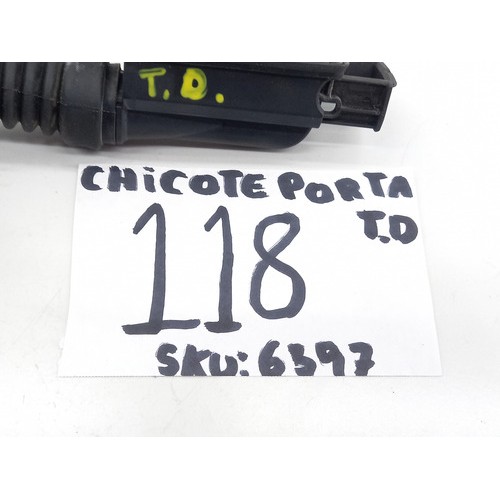 T.D.
CHiCOTE PORTA
T.D
118
SKU: 6397